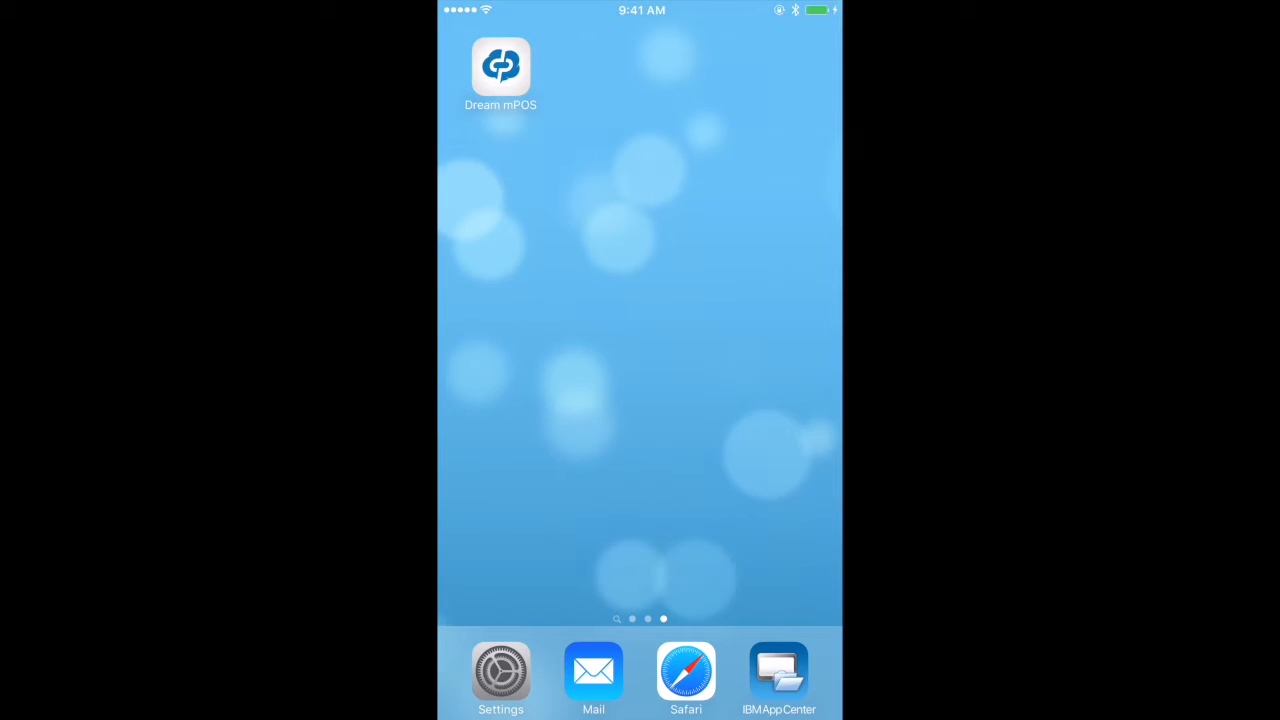 9:41 AM
Dream mPOS
Settings
Mail
Safari
IBMAppCenter